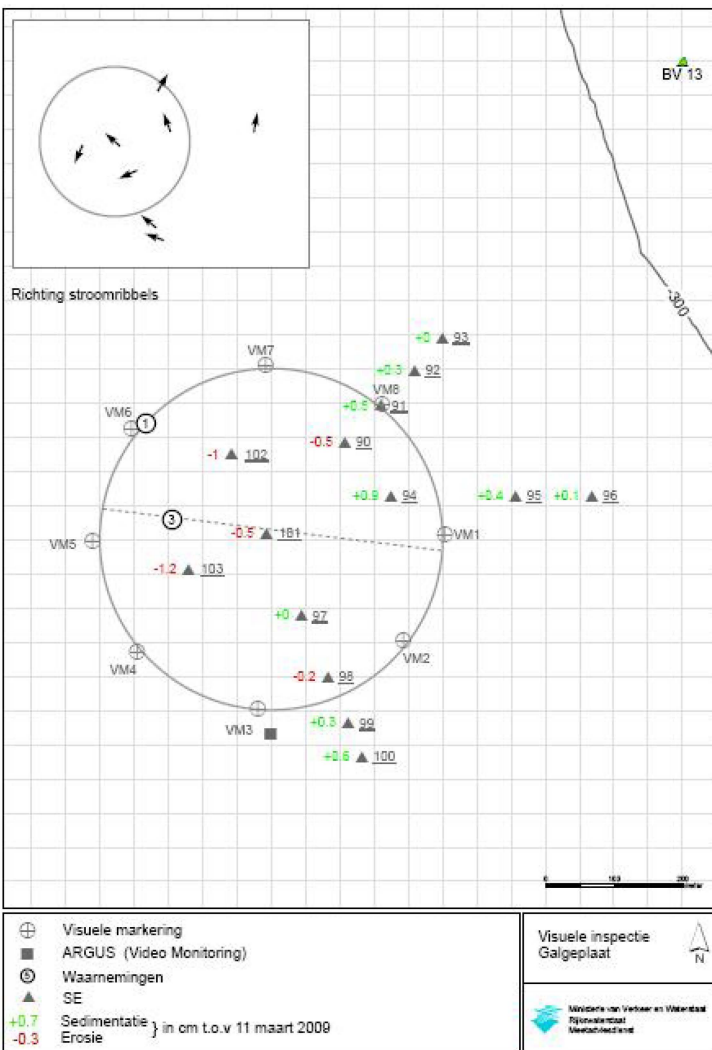 BV 13
Richting stroomribbels
-300
VM7
+0 93
+0.3 92
VM8
+0.5 91
VM6
1
-0.5 90
-1 102
+0.9 94
+0.4 95
+0.1 96
3
-0.5 101
VM1
VM5
-1.2 103
+0 97
VM2
VM4
-0.2 98
VM3
+0.3 99
+0.6 100
0 100 200
meter
Visuele markering
ARGUS (Video Monitoring)
5 Waarnemingen
SE
+0.7 Sedimentatie
-0.3 Erosie
} in cm t.o.v 11 maart 2009
Visuele inspectie
Galgeplaat
N
Ministerie van Verkeer en Waterstaat
Rijkswaterstaat
Meetadviesdienst